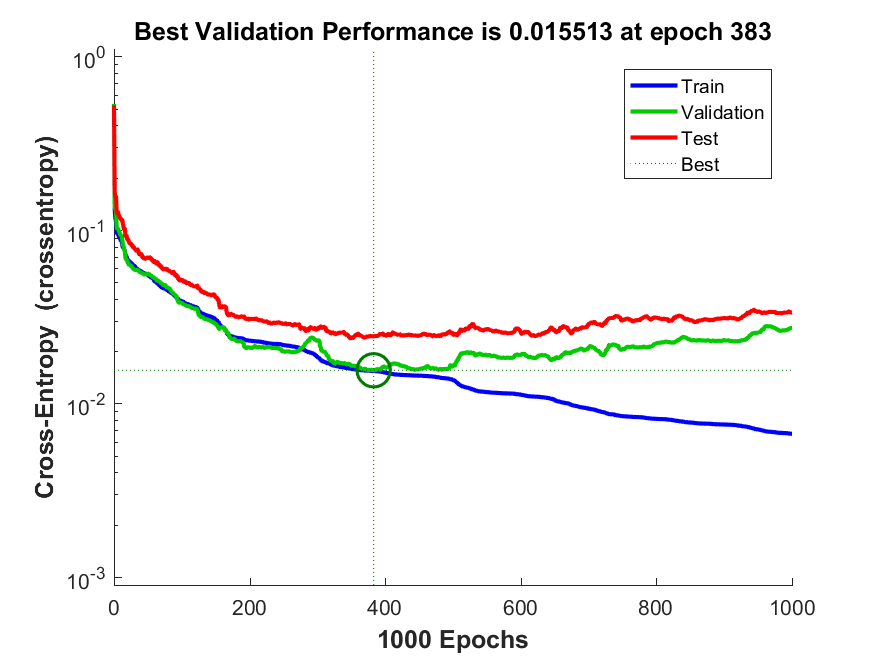 Best Validation Performance is 0.015513 at epoch 383
Cross-Entropy (crossentropy)
10^0
10^-1
10^-2
10^-3
Train
Validation
Test
Best
0
200
400
600
800
1000
1000 Epochs